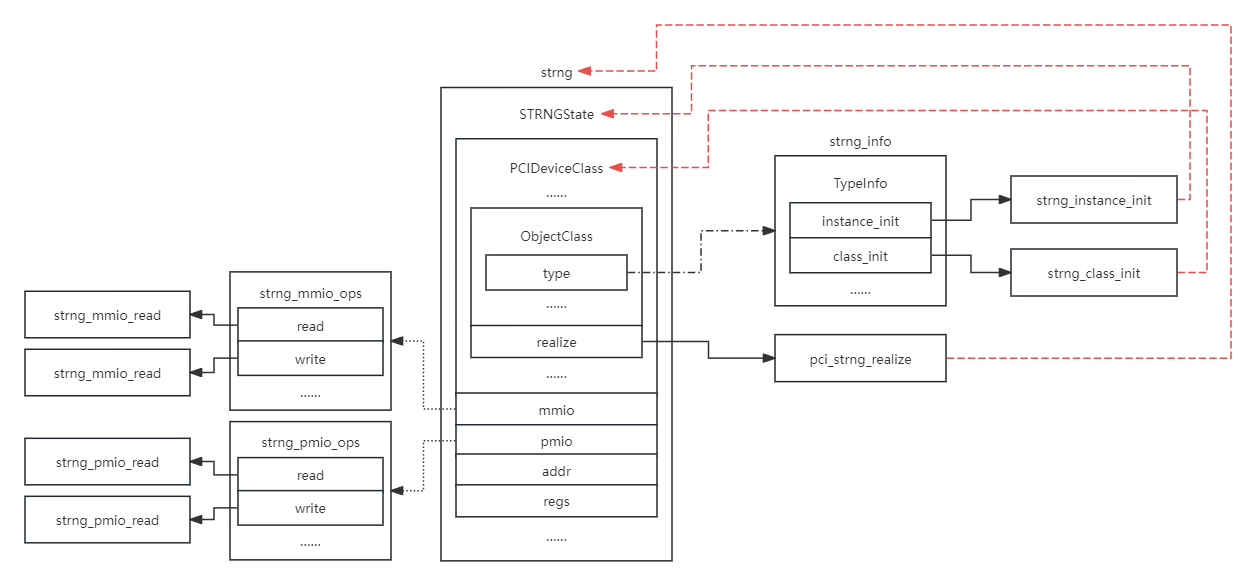 strng
STRNGState
PCIDeviceClass
......
ObjectClass
type
......
realize
......
mmio
pmio
addr
regs
......
strng_info
TypeInfo
instance_init
class_init
......
strng_instance_init
strng_class_init
pci_strng_realize
strng_mmio_ops
read
write
......
strng_mmio_read
strng_mmio_read
strng_pmio_ops
read
write
......
strng_pmio_read
strng_pmio_read